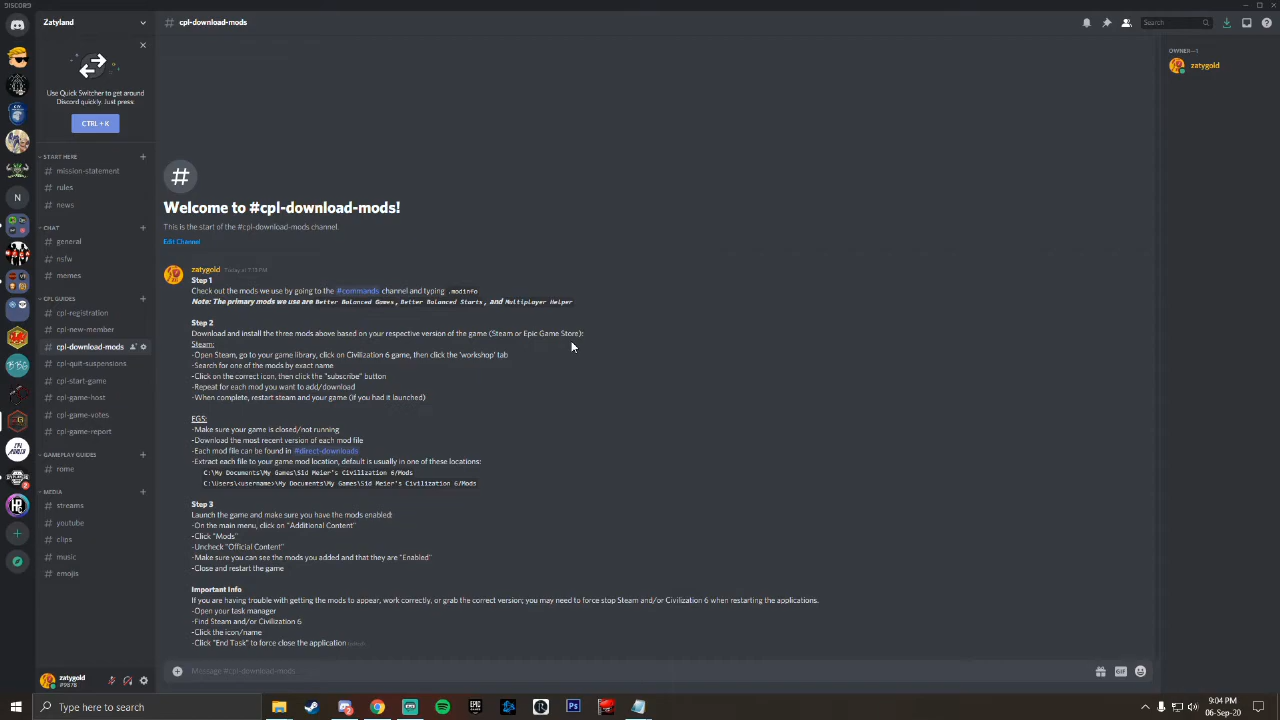 DISCORD
Zatyland
# cpl-download-mods
Search
Use Quick Switcher to get around
Discord quickly. Just press:
CTRL + K
START HERE
# mission-statement
# rules
# news
CHAT
# general
# nsfw
# memes
CPL GUIDES
# cpl-registration
# cpl-new-member
# cpl-download-mods
# cpl-quit-suspensions
# cpl-start-game
# cpl-game-host
# cpl-game-votes
# cpl-game-report
GAMEPLAY GUIDES
# rome
MEDIA
# streams
# youtube
# clips
# music
# emojis
zatygold
#9878
N
BBG
#
Welcome to #cpl-download-mods!
This is the start of the #cpl-download-mods channel.
Edit Channel
zatygold Today at 7:13 PM
Step 1
Check out the mods we use by going to the #commands channel and typing .modinfo
Note: The primary mods we use are Better Balanced Games, Better Balanced Starts, and Multiplayer Helper
Step 2
Download and install the three mods above based on your respective version of the game (Steam or Epic Game Store):
Steam:
-Open Steam, go to your game library, click on Civilization 6 game, then click the 'workshop' tab
-Search for one of the mods by exact name
-Click on the correct icon, then click the "subscribe" button
-Repeat for each mod you want to add/download
-When complete, restart steam and your game (if you had it launched)
EGS:
-Make sure your game is closed/not running
-Download the most recent version of each mod file
-Each mod file can be found in #direct-downloads
-Extract each file to your game mod location, default is usually in one of these locations:
C:\My Documents\My Games\Sid Meier's Civilization 6/Mods
C:\Users\<username>\My Documents\My Games\Sid Meier's Civilization 6/Mods
Step 3
Launch the game and make sure you have the mods enabled:
-On the main menu, click on "Additional Content"
-Click "Mods"
-Uncheck "Official Content"
-Make sure you can see the mods you added and that they are "Enabled"
-Close and restart the game
Important Info
If you are having trouble with getting the mods to appear, work correctly, or grab the correct version; you may need to force stop Steam and/or Civilization 6 when restarting the applications.
-Open your task manager
-Find Steam and/or Civilization 6
-Click the icon/name
-Click "End Task" to force close the application (edited)
Message #cpl-download-mods
GIF
OWNER—1
zatygold
Type here to search
9:04 PM
06-Sep-20